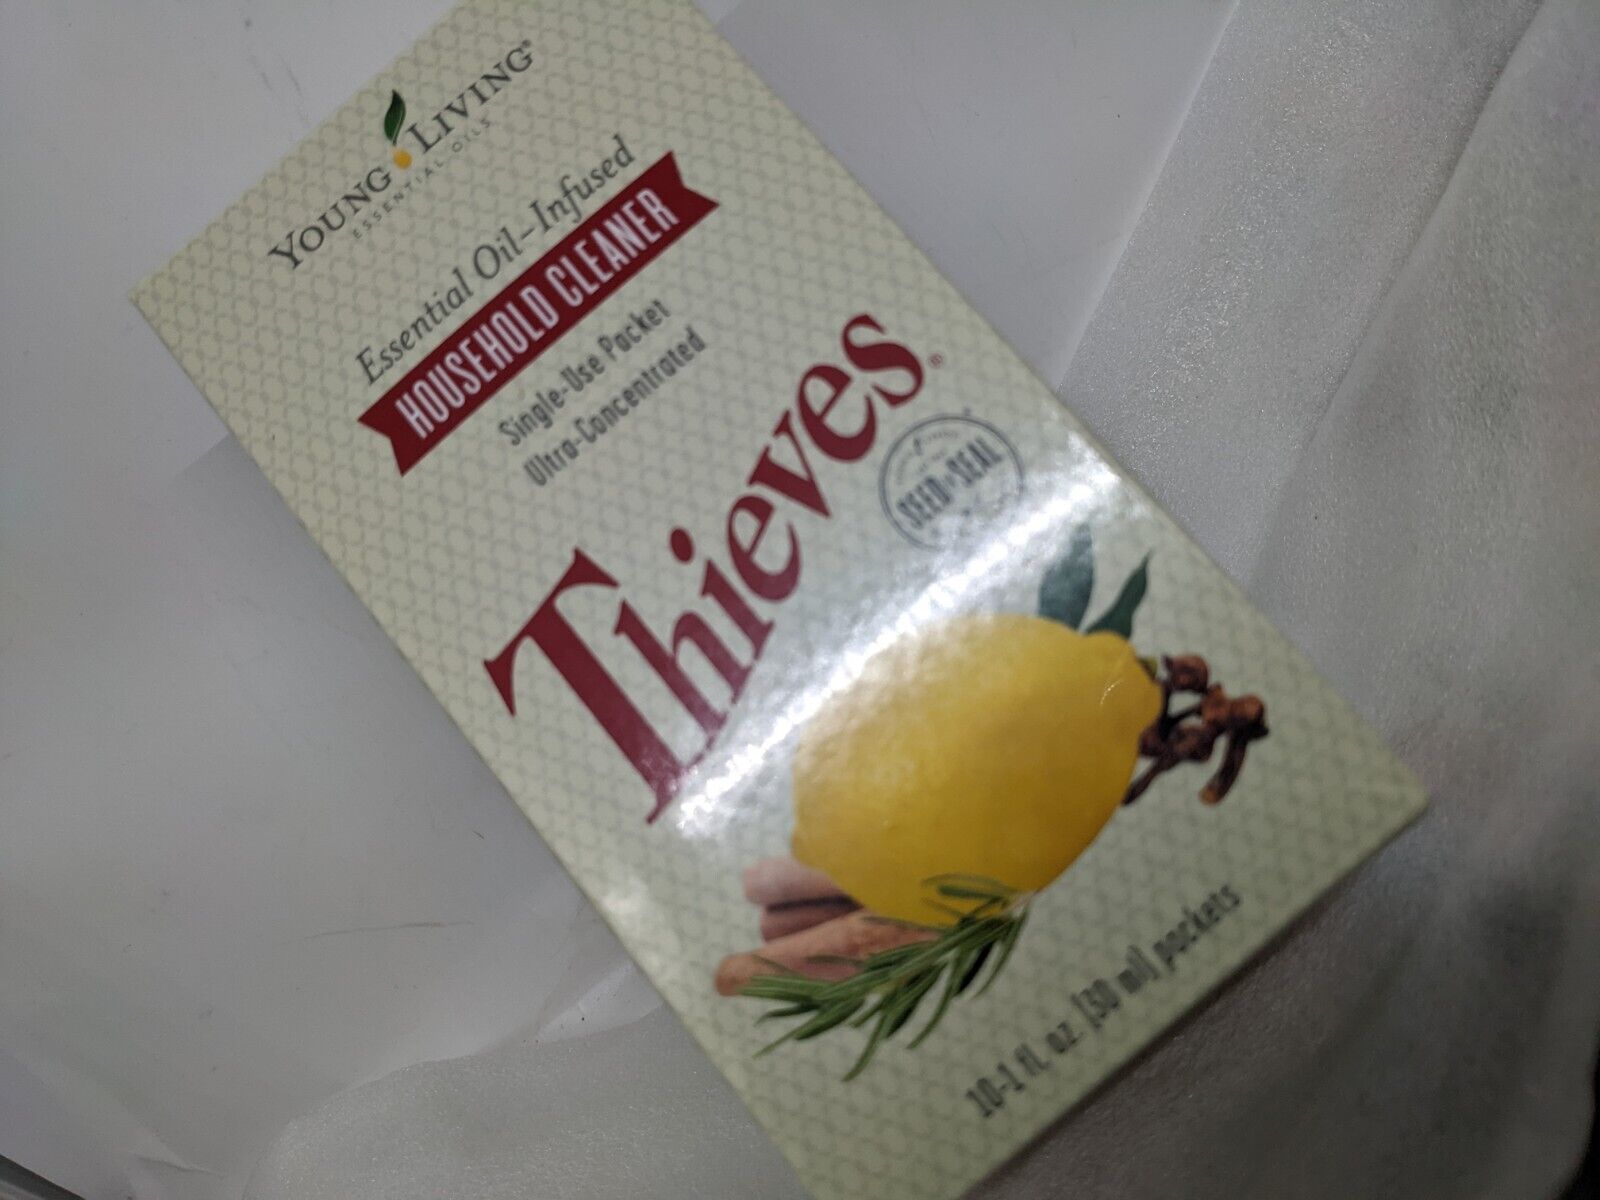 YOUNG LIVING®
ESSENTIAL OILS
Essential Oil-Infused
HOUSEHOLD CLEANER
Single-Use Packet
Ultra-Concentrated
Thieves®
SEED TO SEAL
10-1 fl. oz (30 ml) packets